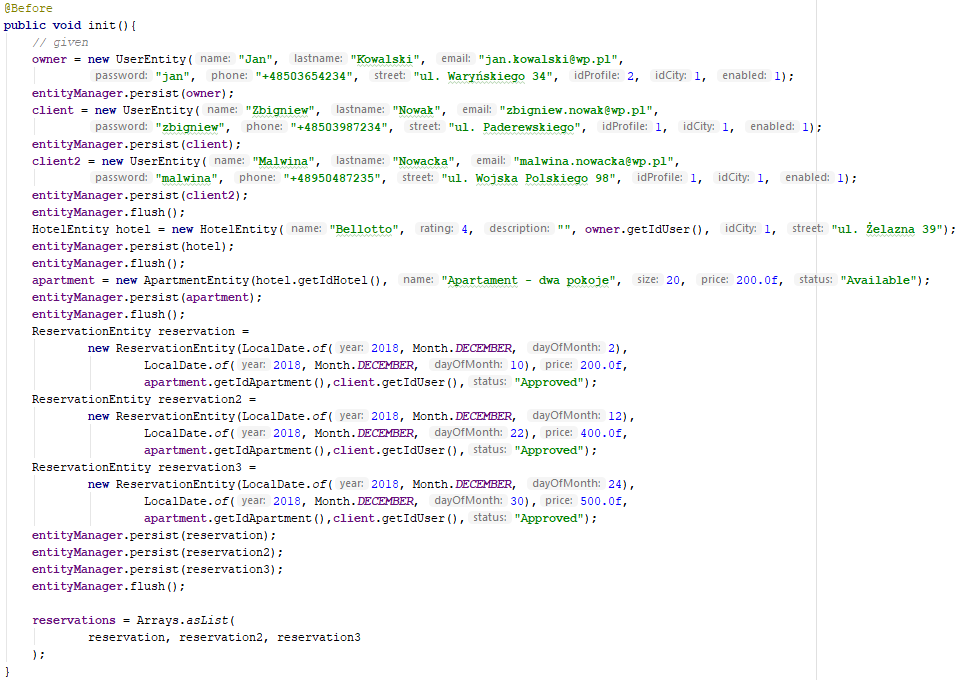 @Before
public void init(){
// given
owner = new UserEntity( name: "Jan", lastname: "Kowalski", email: "jan.kowalski@wp.pl",
password: "jan", phone: "+48503654234", street: "ul. Waryńskiego 34", idProfile: 2, idCity: 1, enabled: 1);
entityManager.persist(owner);
client = new UserEntity( name: "Zbigniew", lastname: "Nowak", email: "zbigniew.nowak@wp.pl",
password: "zbigniew", phone: "+48503987234", street: "ul. Paderewskiego", idProfile: 1, idCity: 1, enabled: 1);
entityManager.persist(client);
client2 = new UserEntity( name: "Malwina", lastname: "Nowacka", email: "malwina.nowacka@wp.pl",
password: "malwina", phone: "+48950487235", street: "ul. Wojska Polskiego 98", idProfile: 1, idCity: 1, enabled: 1);
entityManager.persist(client2);
entityManager.flush();
HotelEntity hotel = new HotelEntity( name: "Bellotto", rating: 4, description: "", owner.getIdUser(), idCity: 1, street: "ul. Żelazna 39");
entityManager.persist(hotel);
entityManager.flush();
apartment = new ApartmentEntity(hotel.getIdHotel(), name: "Apartament - dwa pokoje", size: 20, price: 200.0f, status: "Available");
entityManager.persist(apartment);
entityManager.flush();
ReservationEntity reservation =
new ReservationEntity(LocalDate.of( year: 2018, Month.DECEMBER, dayOfMonth: 2),
LocalDate.of( year: 2018, Month.DECEMBER, dayOfMonth: 10), price: 200.0f,
apartment.getIdApartment(),client.getIdUser(), status: "Approved");
ReservationEntity reservation2 =
new ReservationEntity(LocalDate.of( year: 2018, Month.DECEMBER, dayOfMonth: 12),
LocalDate.of( year: 2018, Month.DECEMBER, dayOfMonth: 22), price: 400.0f,
apartment.getIdApartment(),client.getIdUser(), status: "Approved");
ReservationEntity reservation3 =
new ReservationEntity(LocalDate.of( year: 2018, Month.DECEMBER, dayOfMonth: 24),
LocalDate.of( year: 2018, Month.DECEMBER, dayOfMonth: 30), price: 500.0f,
apartment.getIdApartment(),client.getIdUser(), status: "Approved");
entityManager.persist(reservation);
entityManager.persist(reservation2);
entityManager.persist(reservation3);
entityManager.flush();
reservations = Arrays.asList(
reservation, reservation2, reservation3
);
}